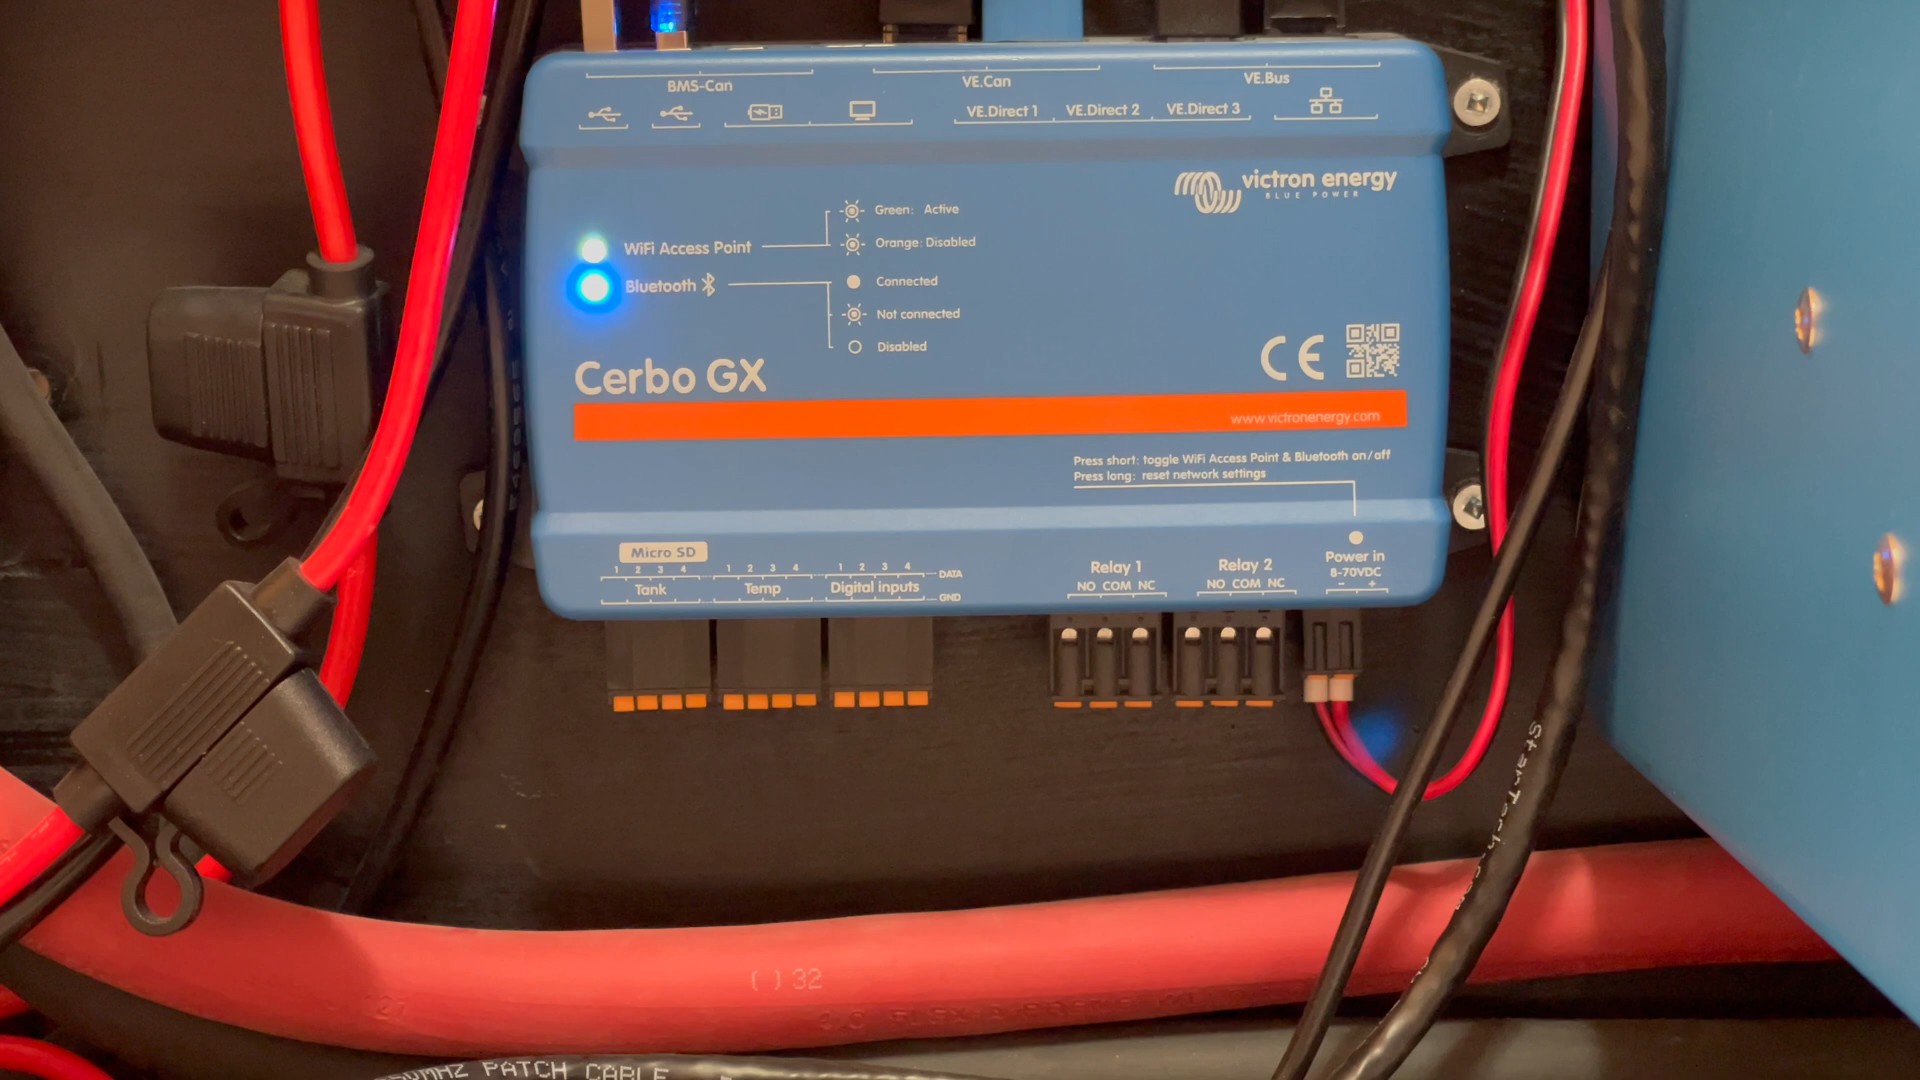 BMS-Can
VE.Can
VE.Bus
VE.Direct 1
VE.Direct 2
VE.Direct 3
victron energy
BLUE POWER
WiFi Access Point
Green: Active
Orange: Disabled
Bluetooth
Connected
Not connected
Disabled
Cerbo GX
CE
www.victronenergy.com
Press short: toggle WiFi Access Point & Bluetooth on/off
Press long: reset network settings
Micro SD
1 2 3 4
1 2 3 4
1 2 3 4
DATA
Tank
Temp
Digital inputs
GND
Relay 1
NO COM NC
Relay 2
NO COM NC
Power in
8-70VDC
- +
StarTech.com
( ) 32
PATCH CABLE